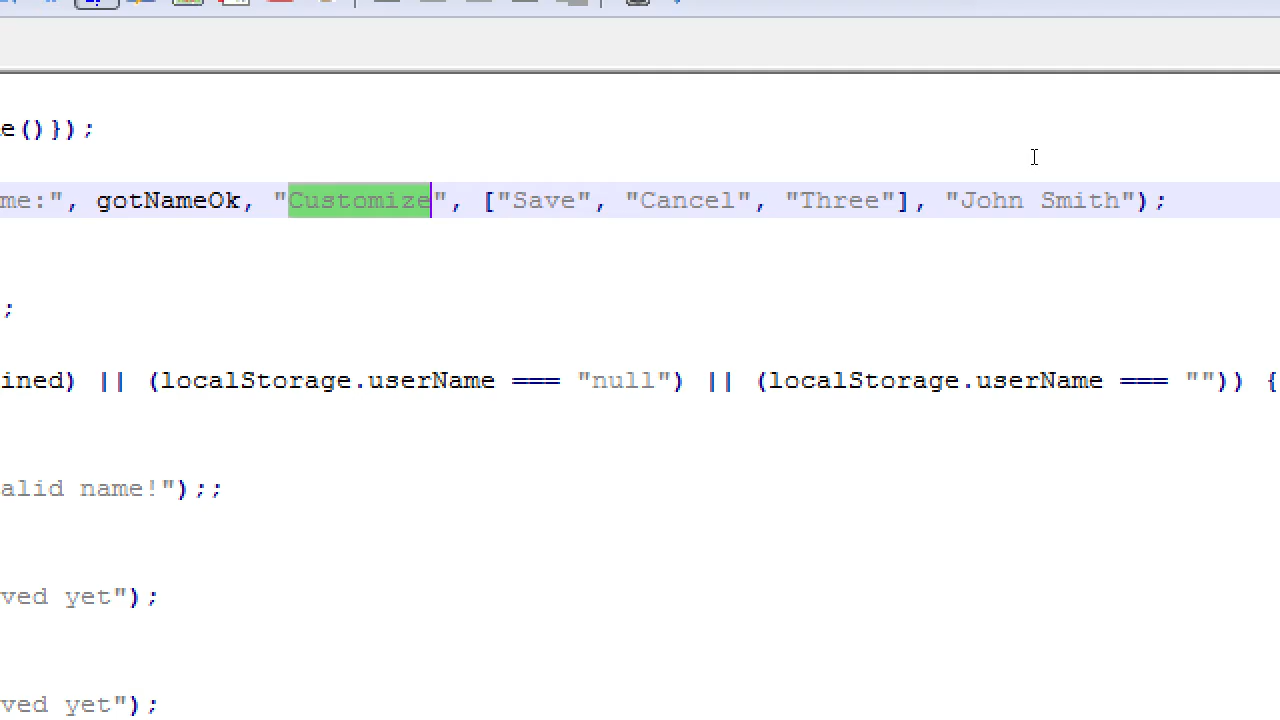 e()});
me:", gotNameOk, "Customize", ["Save", "Cancel", "Three"], "John Smith");
;
ined) || (localStorage.userName === "null") || (localStorage.userName === "")) {
alid name!");;
ved yet");
ved yet");